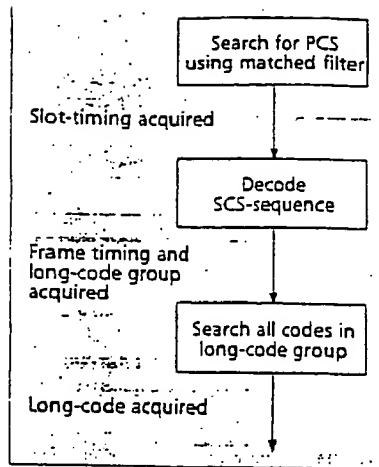 Search for PCS
using matched filter
Slot-timing acquired
Decode
SCS-sequence
Frame timing and
long-code group
acquired
Search all codes in
long-code group
Long-code acquired